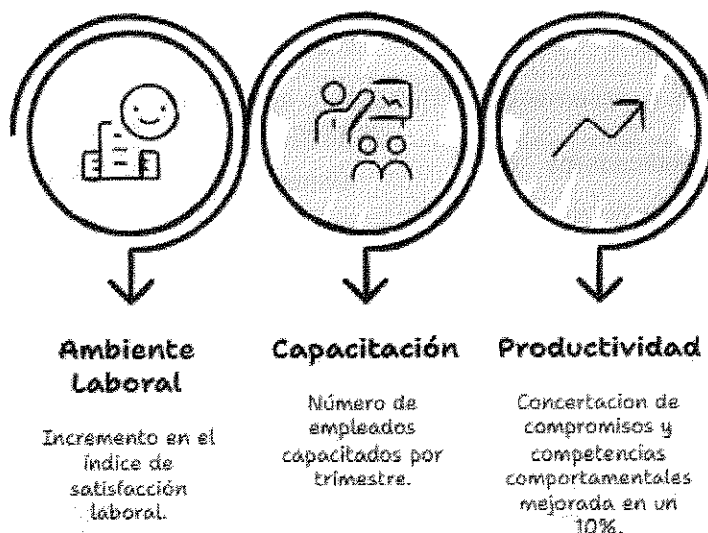 Ambiente
Laboral
Incremento en el
índice de
satisfacción
laboral.
Capacitación
Número de
empleados
capacitados por
trimestre.
Productividad
Concertacion de
compromisos y
competencias
comportamentales
mejorada en un
10%.